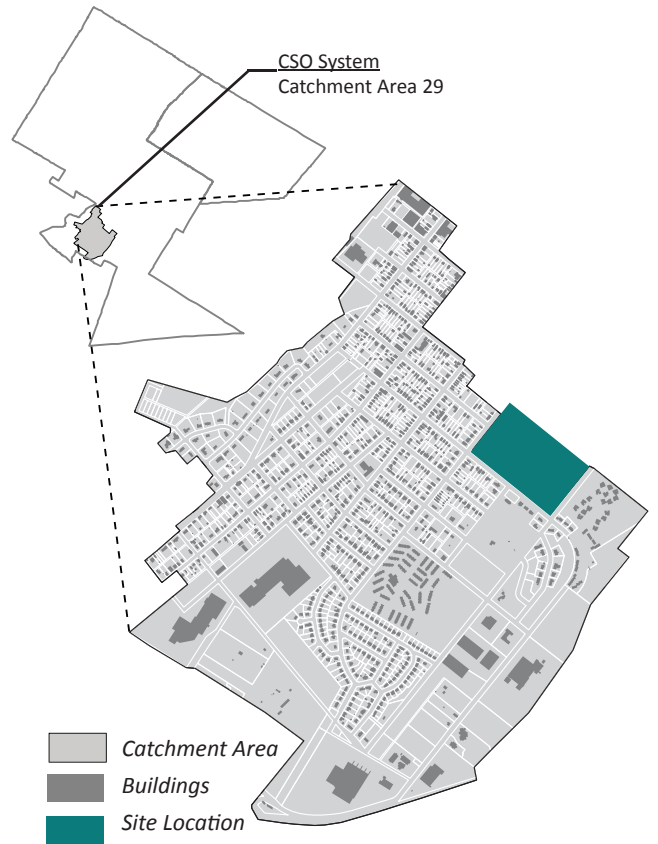 CSO System
Catchment Area 29
Catchment Area
Buildings
Site Location